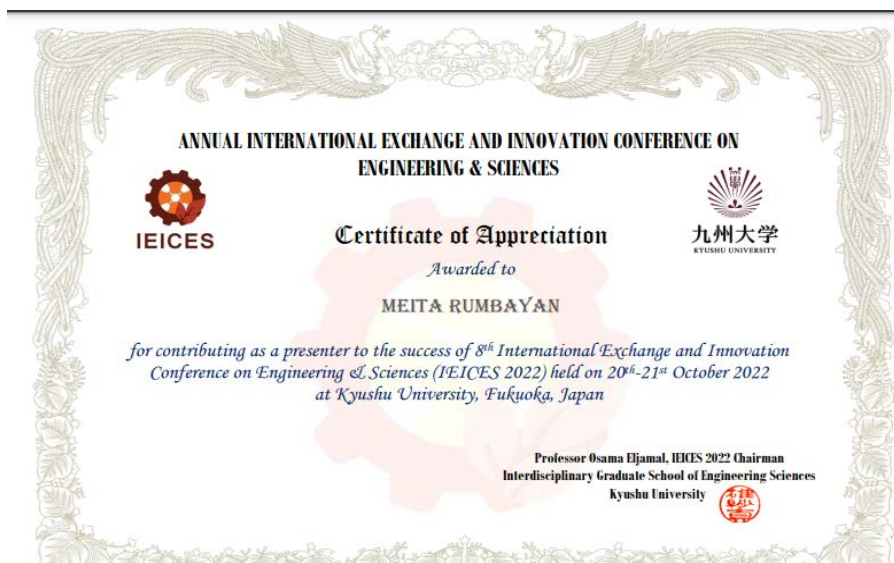 ANNUAL INTERNATIONAL EXCHANGE AND INNOVATION CONFERENCE ON
ENGINEERING & SCIENCES
IEICES
九州大学
KYUSHU UNIVERSITY
Certificate of Appreciation
Awarded to
MEITA RUMBAYAN
for contributing as a presenter to the success of 8th International Exchange and Innovation
Conference on Engineering & Sciences (IEICES 2022) held on 20th-21st October 2022
at Kyushu University, Fukuoka, Japan
Professor Osama Eljamal, IEICES 2022 Chairman
Interdisciplinary Graduate School of Engineering Sciences
Kyushu University